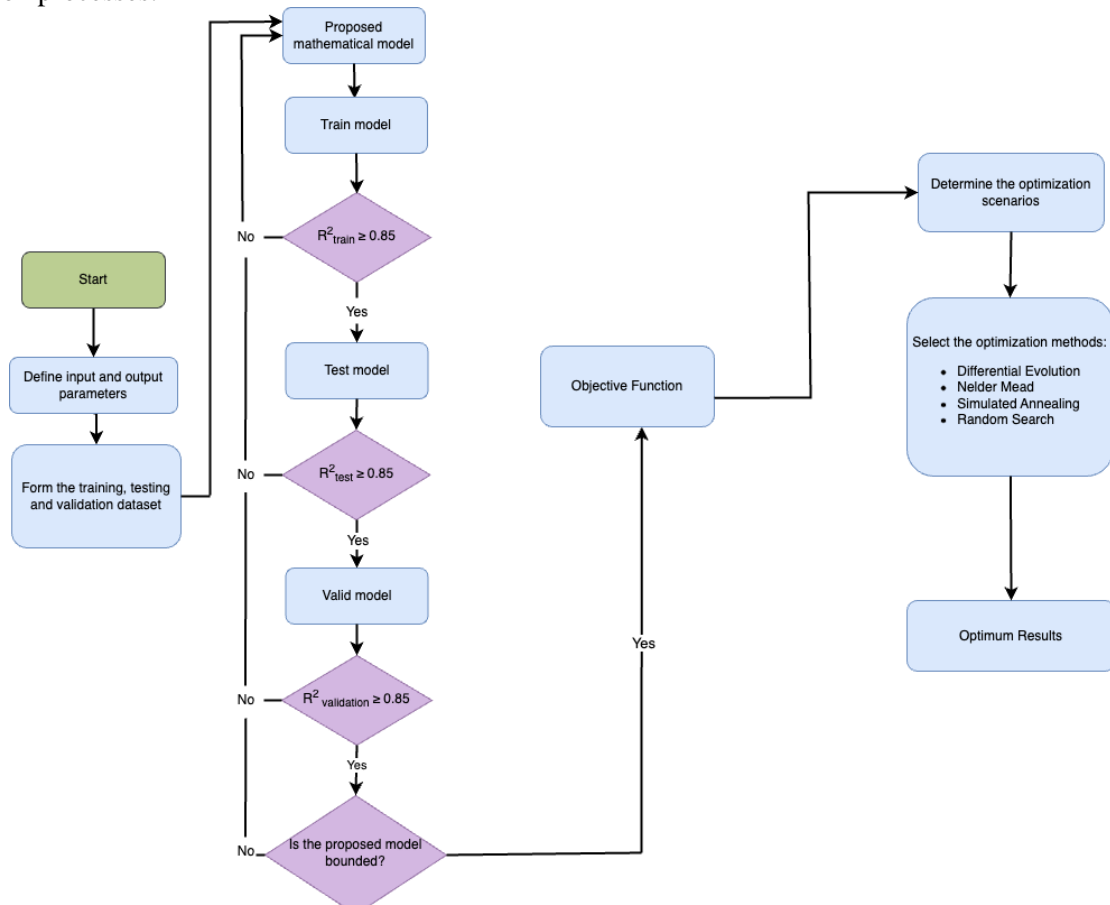 Proposed
mathematical model
Train model
R²train ≥ 0.85
No
Yes
Start
Define input and output
parameters
Form the training, testing
and validation dataset
Test model
R²test ≥ 0.85
No
Yes
Valid model
R² validation ≥ 0.85
No
Yes
Is the proposed model
bounded?
No
Yes
Objective Function
Determine the optimization
scenarios
Select the optimization methods:
• Differential Evolution
• Nelder Mead
• Simulated Annealing
• Random Search
Optimum Results